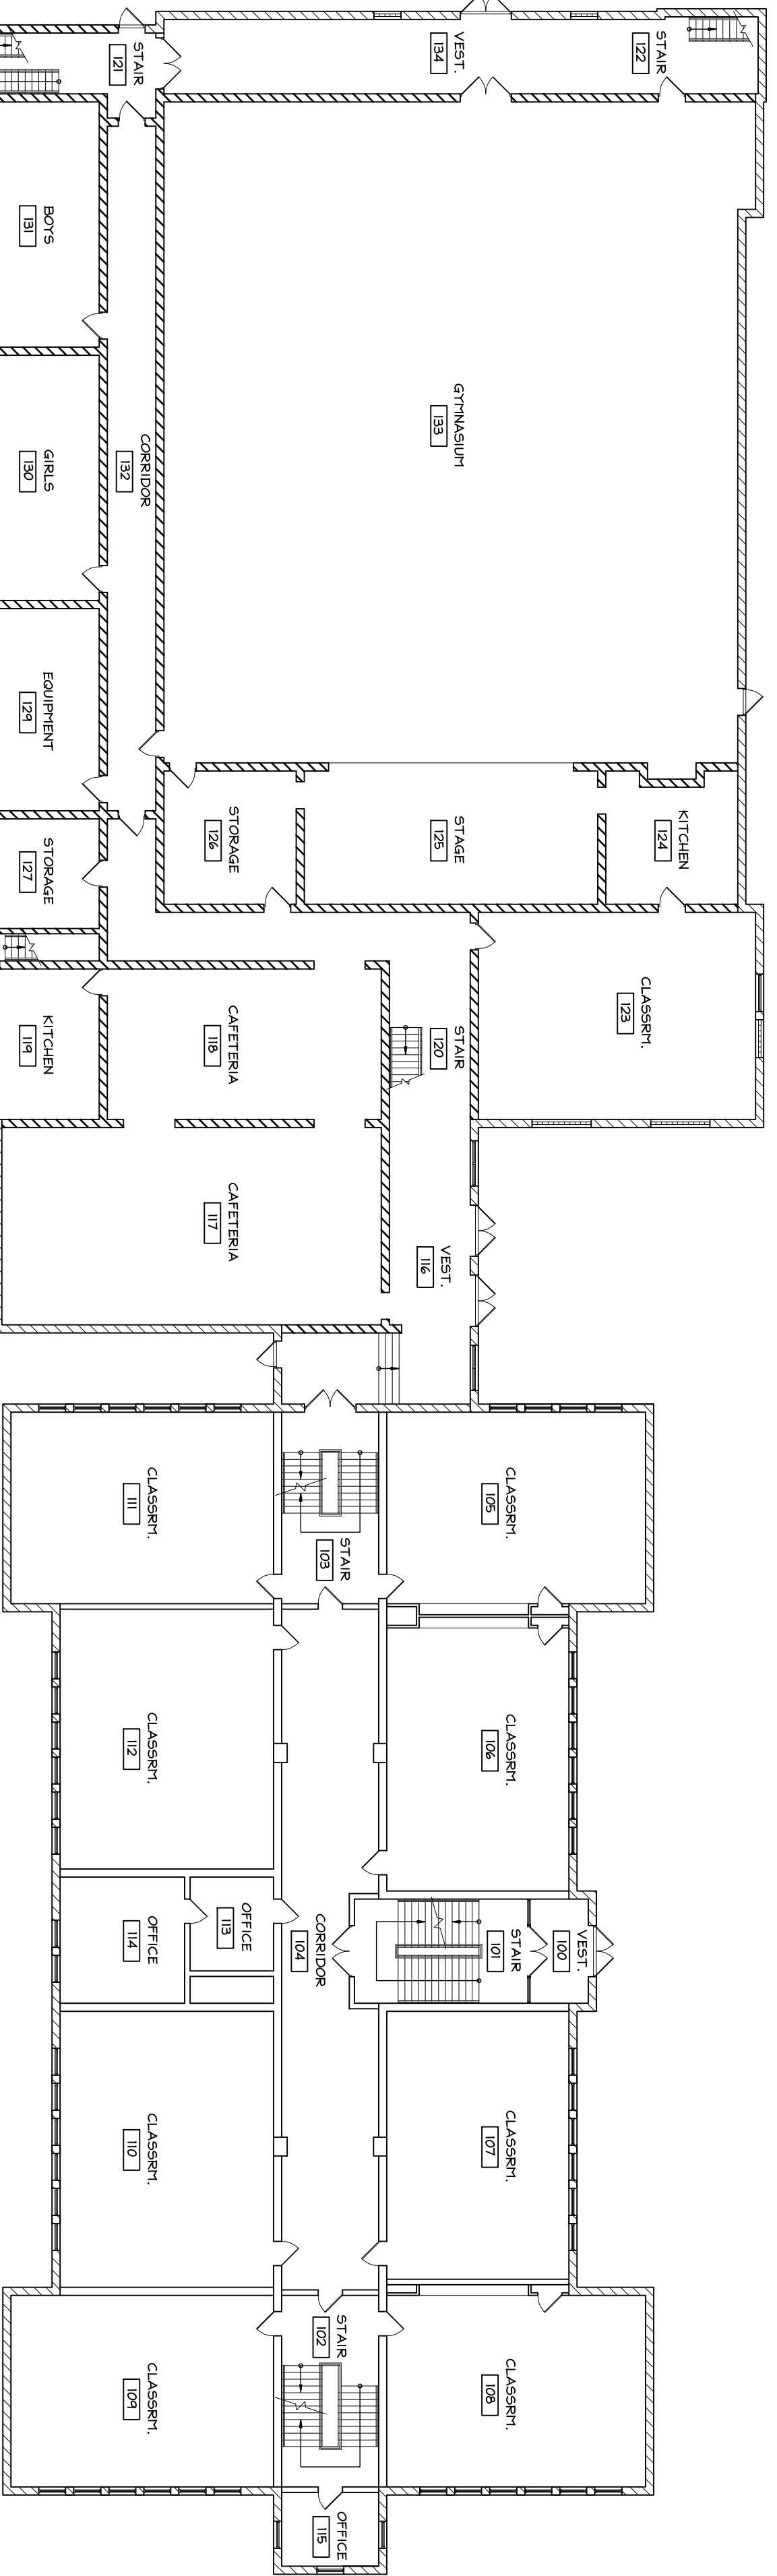 STAIR
121
VEST.
134
STAIR
122
BOYS
131
GYMNASIUM
133
CORRIDOR
132
GIRLS
130
EQUIPMENT
129
STORAGE
127
STORAGE
126
STAGE
125
KITCHEN
124
CLASSRM.
123
KITCHEN
119
CAFETERIA
118
STAIR
120
CAFETERIA
117
VEST.
116
CLASSRM.
111
CLASSRM.
105
STAIR
103
CLASSRM.
112
CLASSRM.
106
OFFICE
114
OFFICE
113
CORRIDOR
104
STAIR
101
VEST.
100
CLASSRM.
110
CLASSRM.
107
STAIR
102
CLASSRM.
109
CLASSRM.
108
OFFICE
115